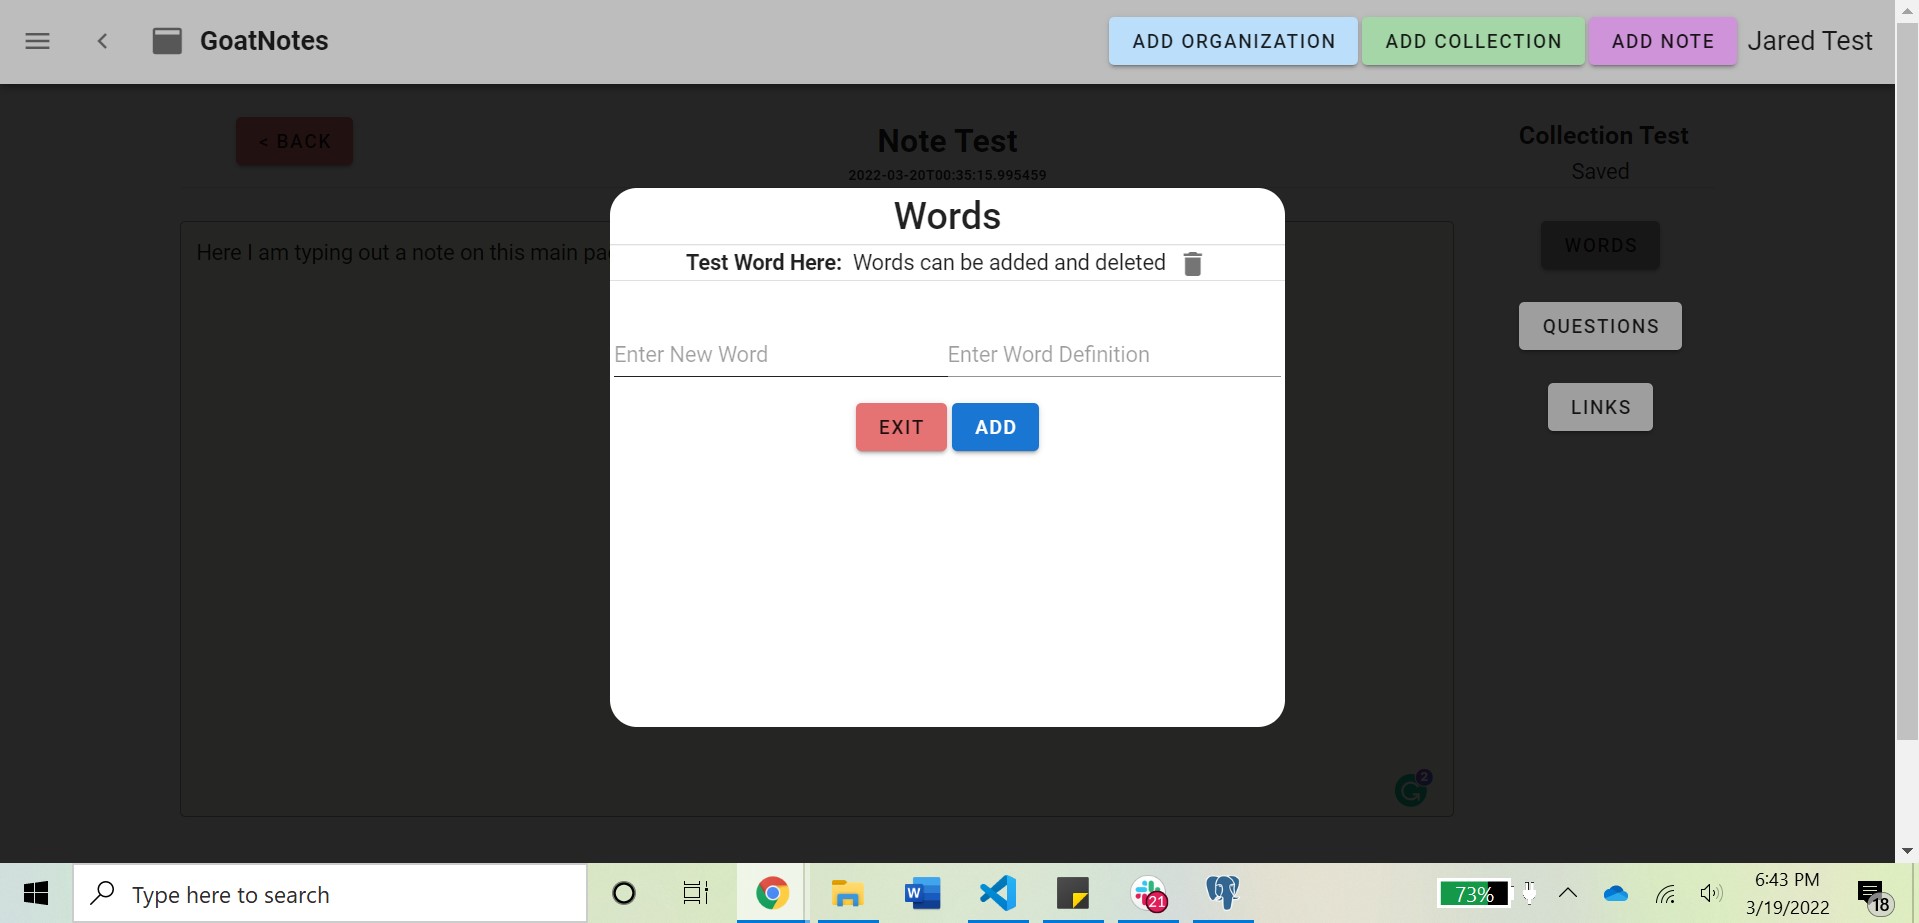 GoatNotes
ADD ORGANIZATION
ADD COLLECTION
ADD NOTE
Jared Test
< BACK
Note Test
2022-03-20T00:35:15.995459
Collection Test
Saved
Here I am typing out a note on this main
WORDS
QUESTIONS
LINKS
Words
Test Word Here: Words can be added and deleted
Enter New Word
Enter Word Definition
EXIT
ADD
2
Type here to search
W
21
73%
6:43 PM
3/19/2022
18